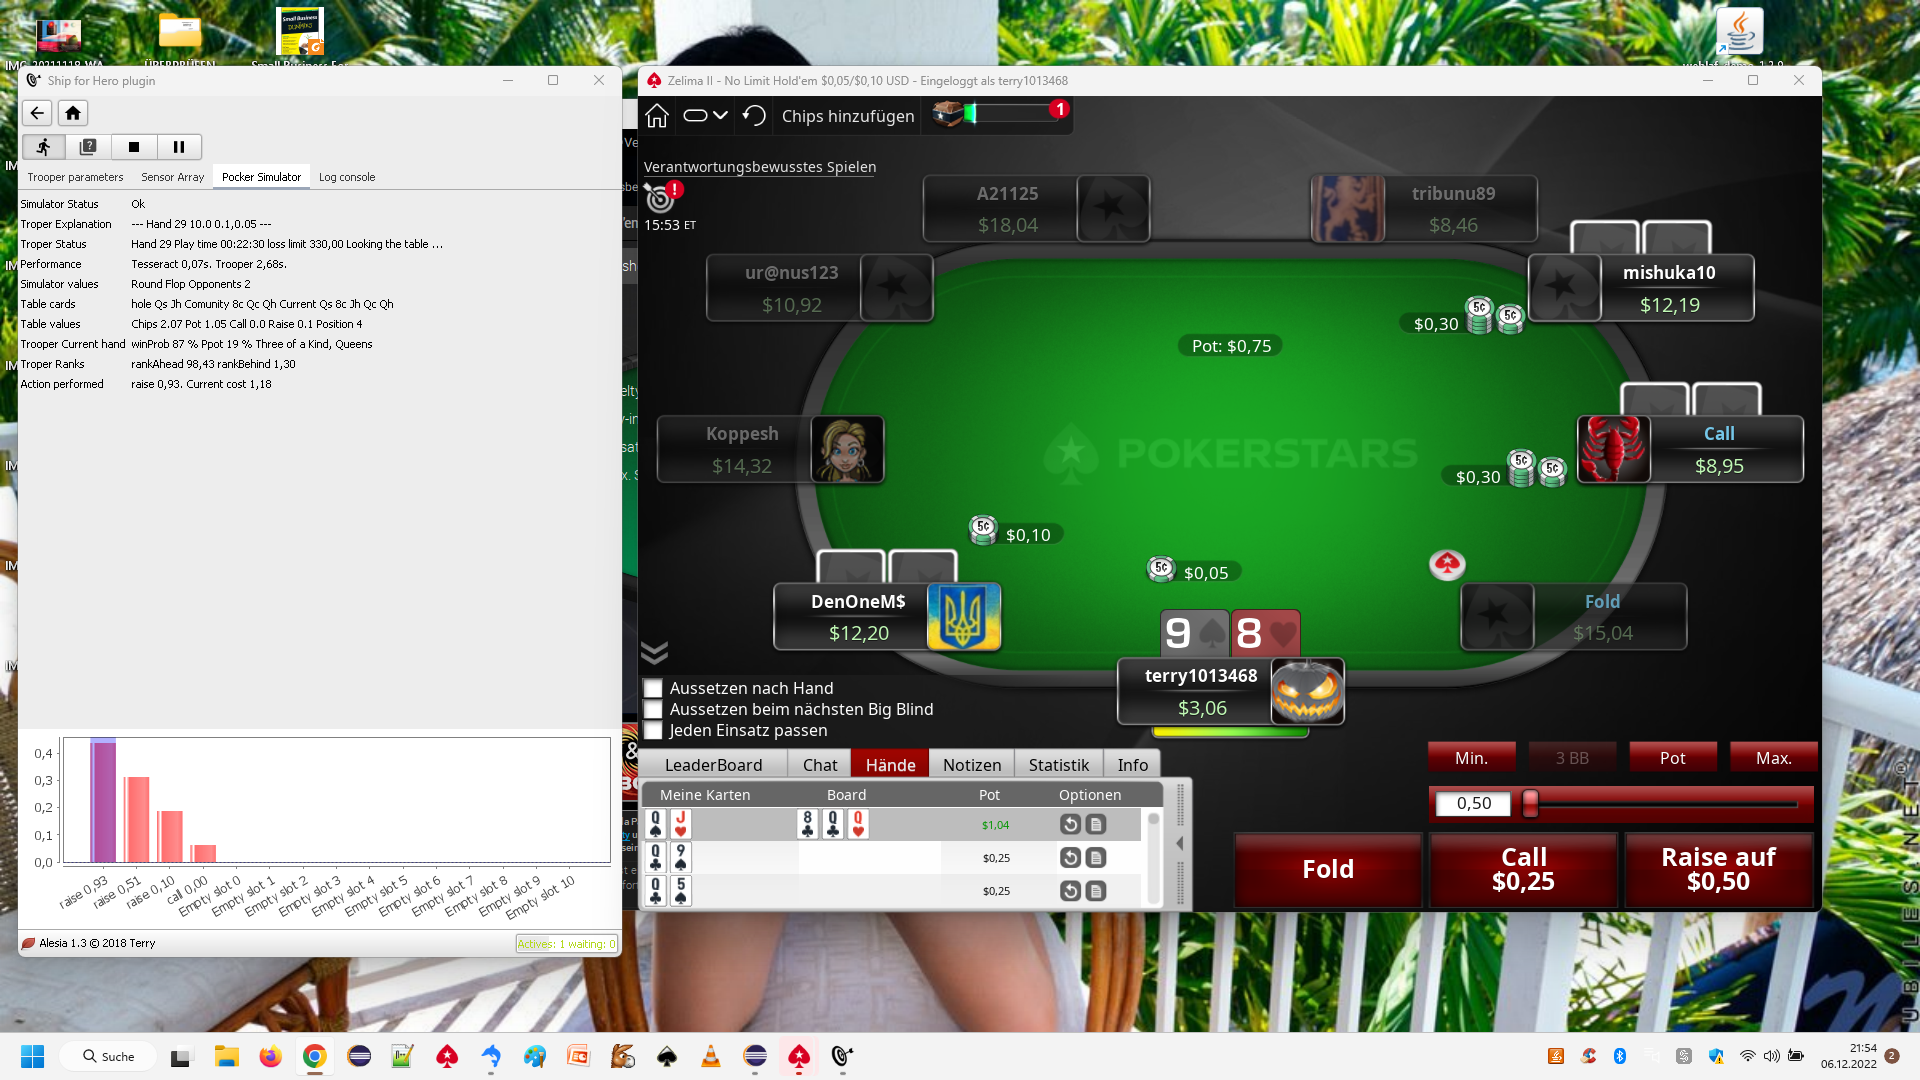 Ship for Hero plugin
Trooper parameters Sensor Array Pocker Simulator Log console
Simulator Status Ok
Troper Explanation --- Hand 29 10.0 0.1,0.05 ---
Troper Status Hand 29 Play time 00:22:30 loss limit 330,00 Looking the table ...
Performance Tesseract 0,07s. Trooper 2,68s.
Simulator values Round Flop Opponents 2
Table cards hole Qs Jh Comunity 8c Qc Qh Current Qs 8c Jh Qc Qh
Table values Chips 2.07 Pot 1.05 Call 0.0 Raise 0.1 Position 4
Trooper Current hand winProb 87 % Ppot 19 % Three of a Kind, Queens
Troper Ranks rankAhead 98,43 rankBehind 1,30
Action performed raise 0,93. Current cost 1,18
0,4
0,3
0,2
0,1
0,0
raise 0,93
raise 0,51
raise 0,10
call 0,00
Empty slot 0
Empty slot 1
Empty slot 2
Empty slot 3
Empty slot 4
Empty slot 5
Empty slot 6
Empty slot 7
Empty slot 8
Empty slot 9
Empty slot 10
Alesia 1.3 © 2018 Terry
Actives: 1 waiting: 0
Zelima II - No Limit Hold'em $0,05/$0,10 USD - Eingeloggt als terry1013468
Chips hinzufügen
1
Verantwortungsbewusstes Spielen
!
15:53 ET
A21125
$18,04
tribunu89
$8,46
ur@nus123
$10,92
mishuka10
$12,19
$0,30
5¢
5¢
Pot: $0,75
Koppesh
$14,32
POKERSTARS
Call
$8,95
$0,30
5¢
5¢
5¢
$0,10
5¢
$0,05
DenOneM$
$12,20
Fold
$15,04
9
8
terry1013468
$3,06
Aussetzen nach Hand
Aussetzen beim nächsten Big Blind
Jeden Einsatz passen
LeaderBoard Chat Hände Notizen Statistik Info
Meine Karten Board Pot Optionen
Q J 8 Q Q $1,04
Q 9 $0,25
Q 5 $0,25
Min. 3 BB Pot Max.
0,50
Fold
Call
$0,25
Raise auf
$0,50
Suche
21:54
06.12.2022
2